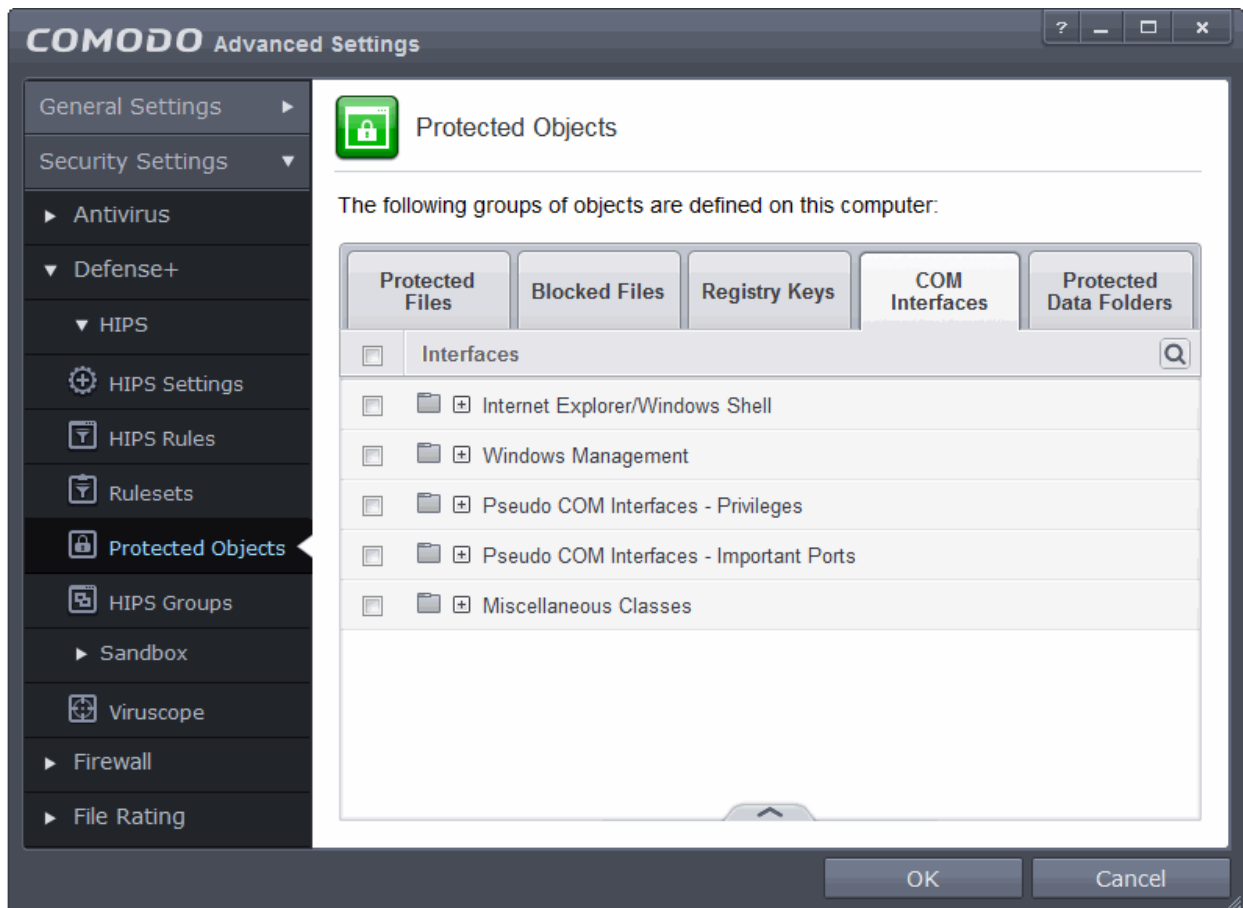 COMODO Advanced Settings
?
General Settings
Security Settings
Antivirus
Defense+
HIPS
HIPS Settings
HIPS Rules
Rulesets
Protected Objects
HIPS Groups
Sandbox
Viruscope
Firewall
File Rating
Protected Objects
The following groups of objects are defined on this computer:
Protected
Files
Blocked Files
Registry Keys
COM
Interfaces
Protected
Data Folders
Interfaces
Internet Explorer/Windows Shell
Windows Management
Pseudo COM Interfaces - Privileges
Pseudo COM Interfaces - Important Ports
Miscellaneous Classes
OK
Cancel